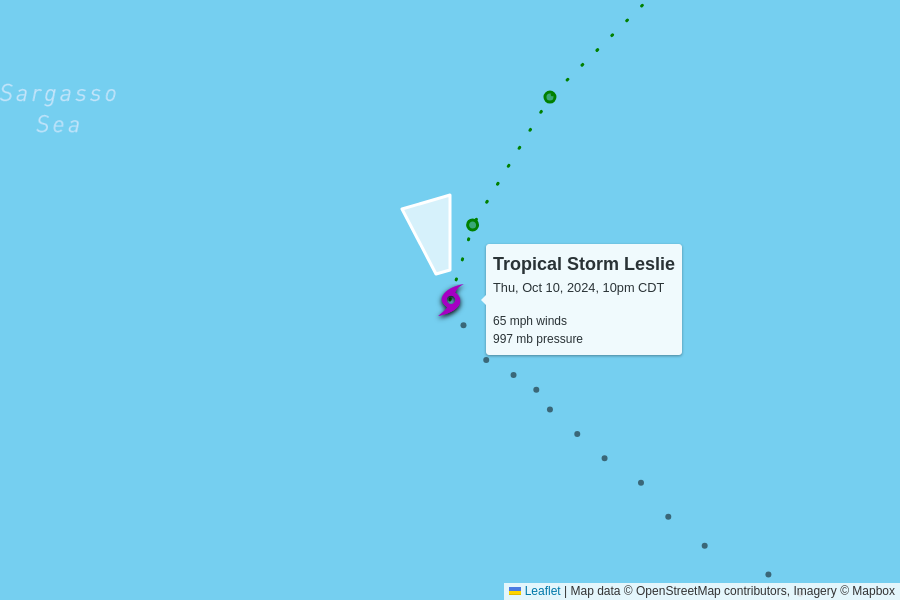 Sargasso
Sea
Tropical Storm Leslie
Thu, Oct 10, 2024, 10pm CDT
65 mph winds
997 mb pressure
Leaflet | Map data © OpenStreetMap contributors, Imagery © Mapbox